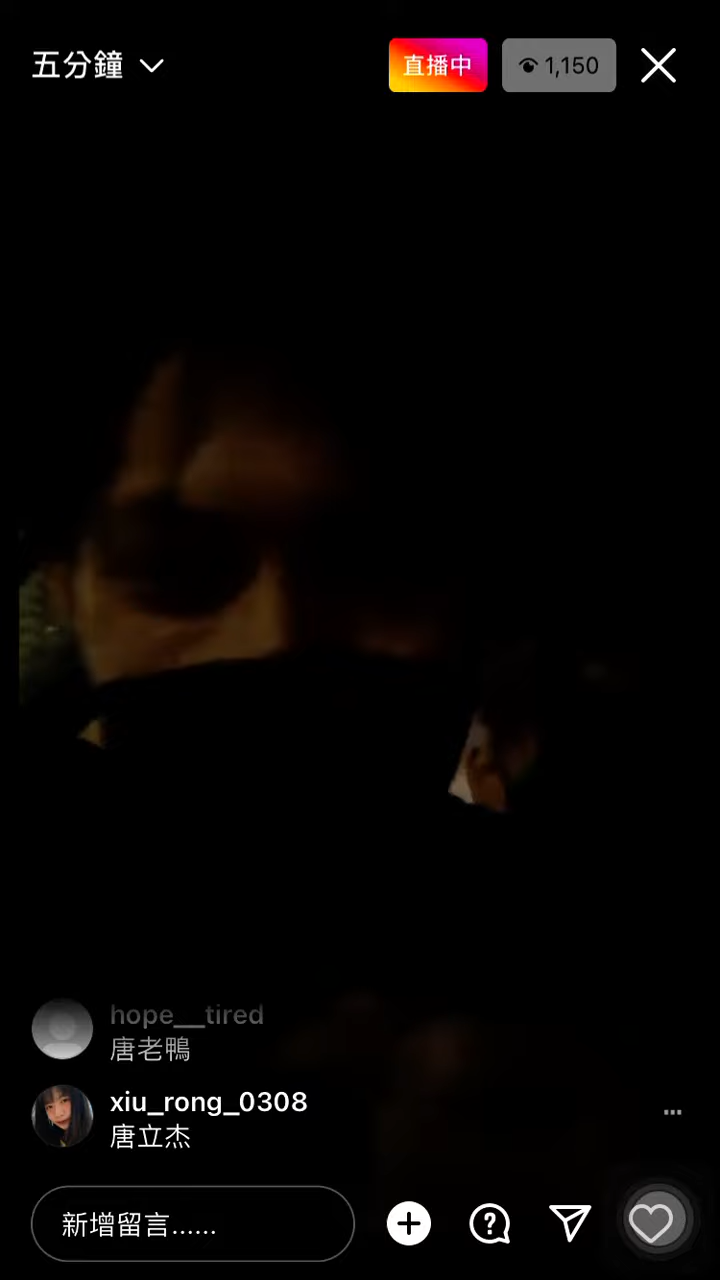 五分鐘
直播中
1,150
hope__tired
唐老鴨
xiu_rong_0308
唐立杰
新增留言......